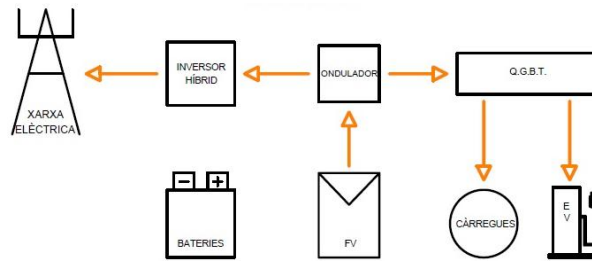 INVERSOR
HÍBRID
ONDULADOR
Q.G.B.T.
XARXA
ELÈCTRICA
BATERIES
FV
CÀRREGUES
E
V